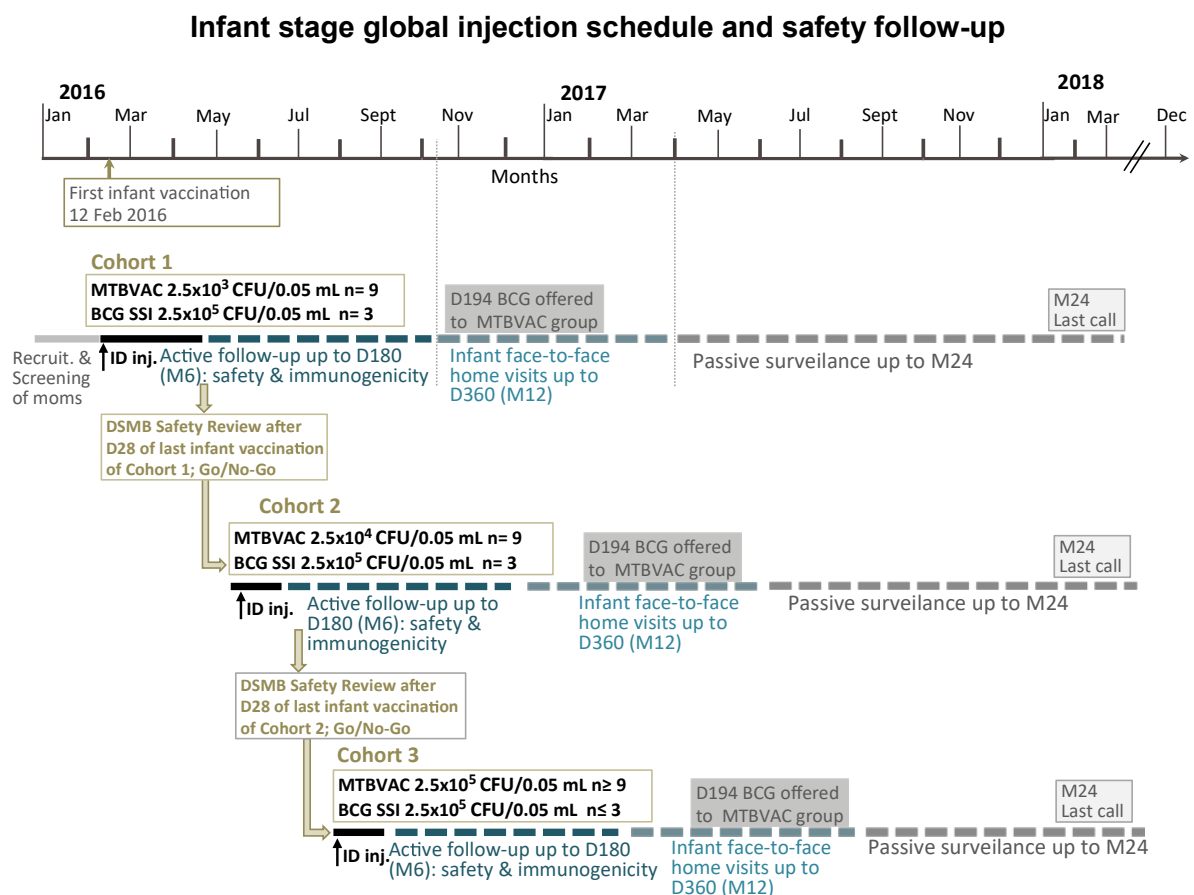 Infant stage global injection schedule and safety follow-up
2016
2017
2018
Jan
Mar
May
Jul
Sept
Nov
Jan
Mar
May
Jul
Sept
Nov
Jan
Mar
Dec
Months
First infant vaccination
12 Feb 2016
Cohort 1
MTBVAC 2.5x10³ CFU/0.05 mL n= 9
BCG SSI 2.5x10⁵ CFU/0.05 mL n= 3
D194 BCG offered
to MTBVAC group
M24
Last call
Recruit. &
Screening
of moms
ID inj.
Active follow-up up to D180
(M6): safety & immunogenicity
Infant face-to-face
home visits up to
D360 (M12)
Passive surveilance up to M24
DSMB Safety Review after
D28 of last infant vaccination
of Cohort 1; Go/No-Go
Cohort 2
MTBVAC 2.5x10⁴ CFU/0.05 mL n= 9
BCG SSI 2.5x10⁵ CFU/0.05 mL n= 3
D194 BCG offered
to MTBVAC group
M24
Last call
ID inj.
Active follow-up up to
D180 (M6): safety &
immunogenicity
Infant face-to-face
home visits up to
D360 (M12)
Passive surveilance up to M24
DSMB Safety Review after
D28 of last infant vaccination
of Cohort 2; Go/No-Go
Cohort 3
MTBVAC 2.5x10⁵ CFU/0.05 mL n≥ 9
BCG SSI 2.5x10⁵ CFU/0.05 mL n≤ 3
D194 BCG offered
to MTBVAC group
M24
Last call
ID inj.
Active follow-up up to D180
(M6): safety & immunogenicity
Infant face-to-face
home visits up to
D360 (M12)
Passive surveilance up to M24